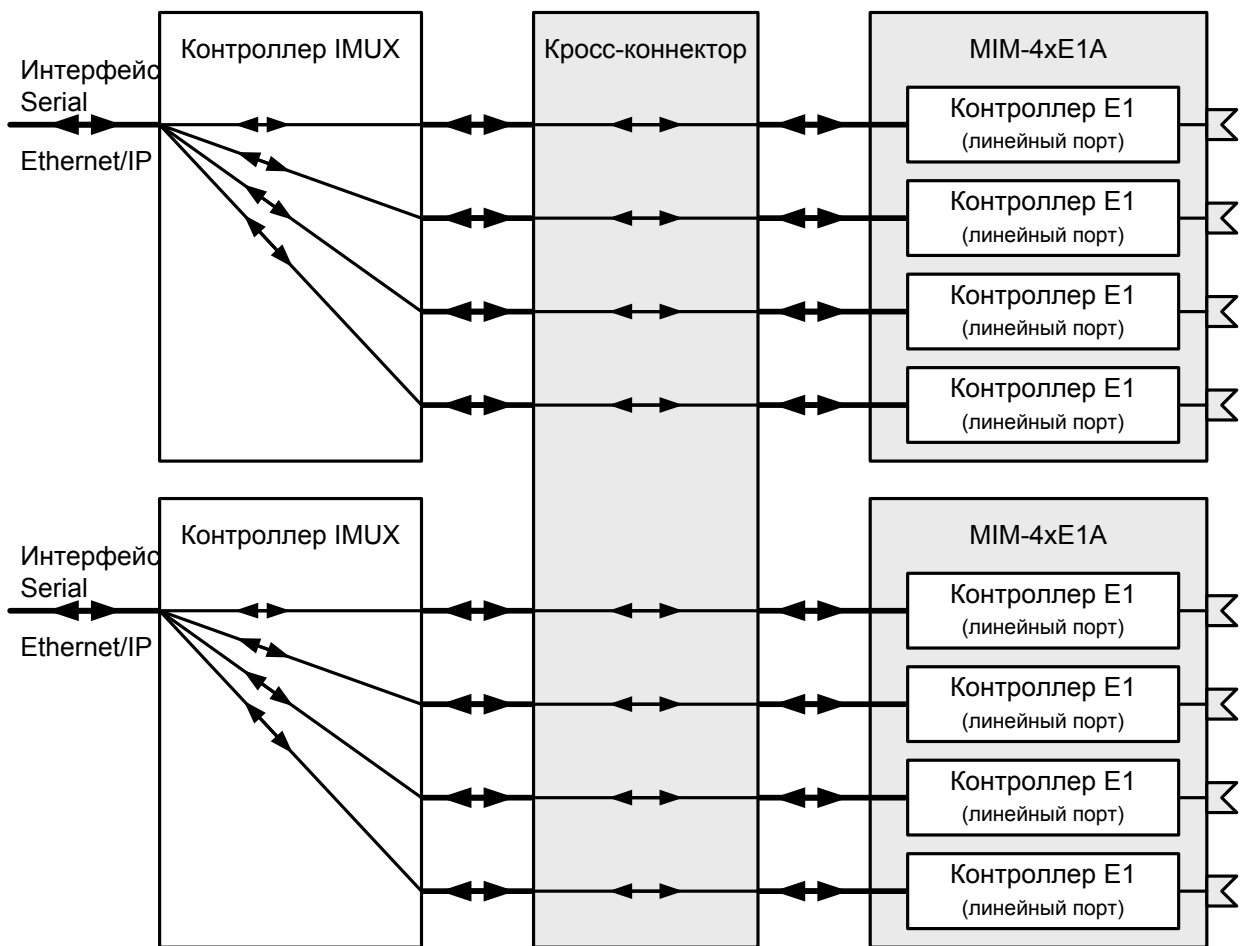 Контроллер IMUX
Кросс-коннектор
MIM-4xE1A
Интерфейс
Serial
Ethernet/IP
Контроллер E1
(линейный порт)
Контроллер E1
(линейный порт)
Контроллер E1
(линейный порт)
Контроллер E1
(линейный порт)
Контроллер IMUX
MIM-4xE1A
Интерфейс
Serial
Ethernet/IP
Контроллер E1
(линейный порт)
Контроллер E1
(линейный порт)
Контроллер E1
(линейный порт)
Контроллер E1
(линейный порт)